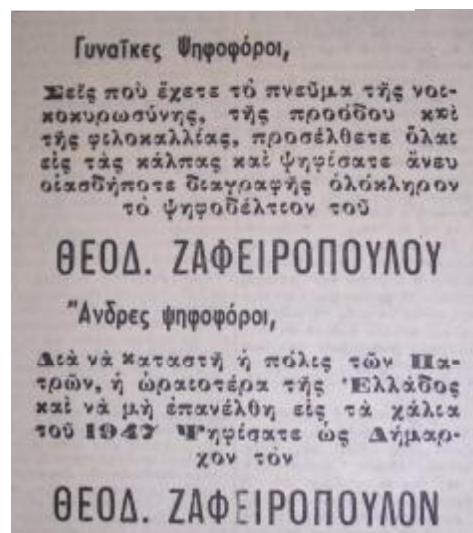 Γυναῖκες Ψηφοφόροι,
Σεῖς ποὺ ἔχετε τὸ πνεῦμα τῆς νοι-
κοκυρωσύνης, τῆς προόδου καὶ
τῆς φιλοκαλλίας, προσέλθετε ὅλαι
εἰς τὰς κάλπας καὶ ψηφίσατε ἄνευ
οἱασδήποτε διαγραφῆς ὁλόκληρον
τὸ ψηφοδέλτιον τοῦ
ΘΕΟΔ. ΖΑΦΕΙΡΟΠΟΥΛΟΥ
Ἄνδρες ψηφοφόροι,
Διὰ νὰ καταστῇ ἡ πόλις τῶν Πα-
τρῶν, ἡ ὡραιοτέρα τῆς Ἑλλάδος
καὶ νὰ μὴ ἐπανέλθῃ εἰς τὰ χάλια
τοῦ 1947 Ψηφίσατε ὡς Δήμαρ-
χον τὸν
ΘΕΟΔ. ΖΑΦΕΙΡΟΠΟΥΛΟΝ